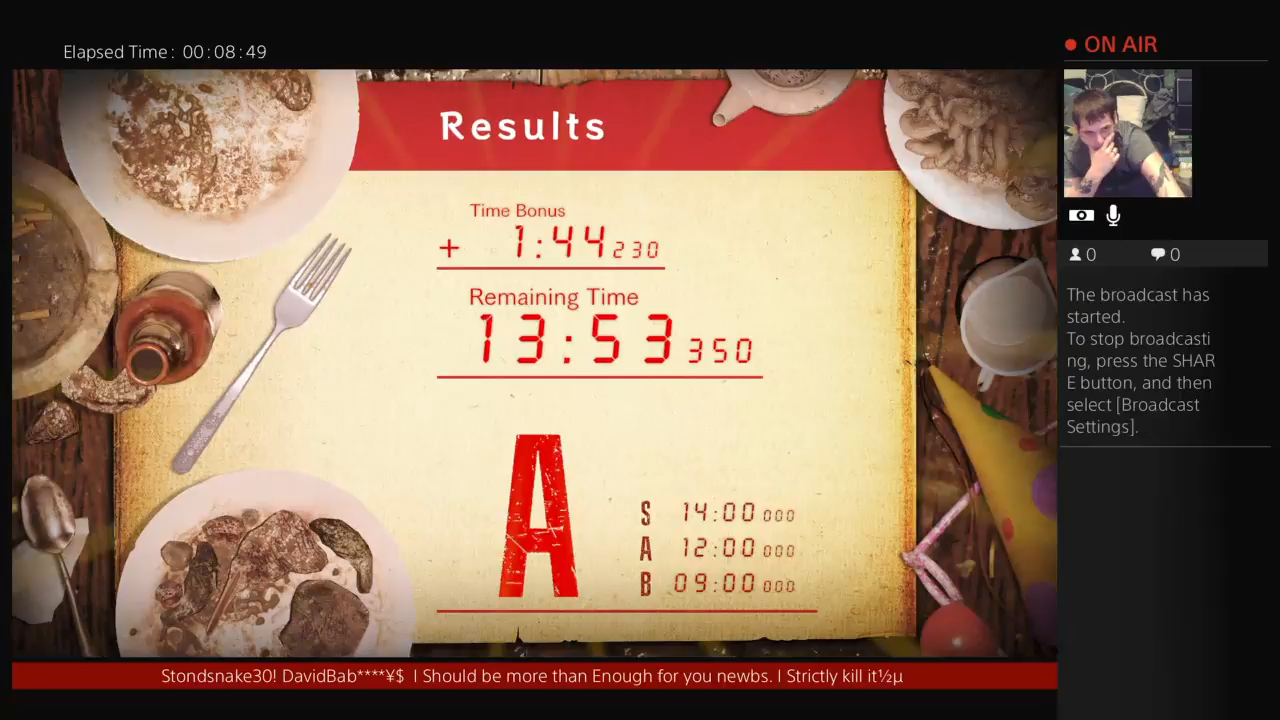 Elapsed Time: 00:08:49
ON AIR
Results
Time Bonus
+ 1:44 230
Remaining Time
13:53 350
A
S 14:00 000
A 12:00 000
B 09:00 000
0 0
The broadcast has
started.
To stop broadcasti
ng, press the SHAR
E button, and then
select [Broadcast
Settings].
Stondsnake30! DavidBab****¥$ I Should be more than Enough for you newbs. I Strictly kill it½µ